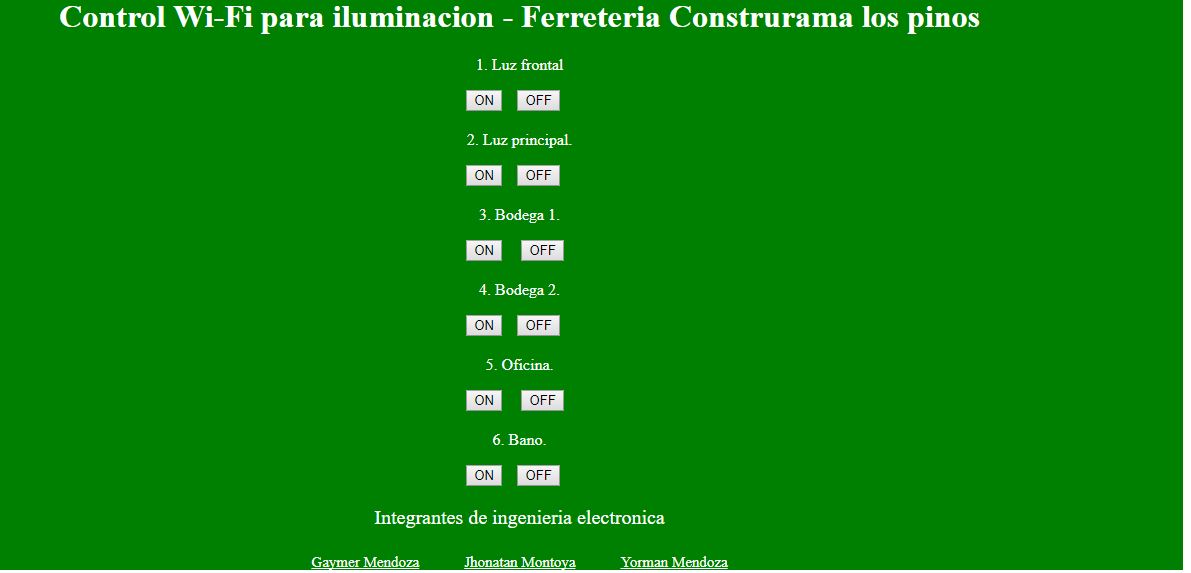 Control Wi-Fi para iluminacion - Ferreteria Construrama los pinos
1. Luz frontal
ON OFF
2. Luz principal.
ON OFF
3. Bodega 1.
ON OFF
4. Bodega 2.
ON OFF
5. Oficina.
ON OFF
6. Bano.
ON OFF
Integrantes de ingenieria electronica
Gaymer Mendoza Jhonatan Montoya Yorman Mendoza